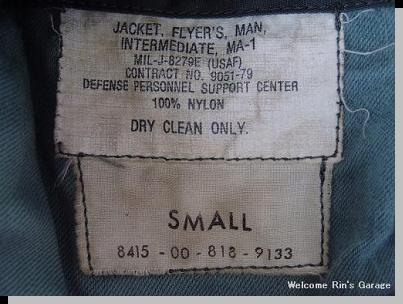 JACKET, FLYER'S, MAN,
INTERMEDIATE, MA-1
MIL-J-8279E (USAF)
CONTRACT NO. 9051-79
DEFENSE PERSONNEL SUPPORT CENTER
100% NYLON
DRY CLEAN ONLY.
SMALL
8415 - 00 - 818 - 9133
Welcome Rin's Garage